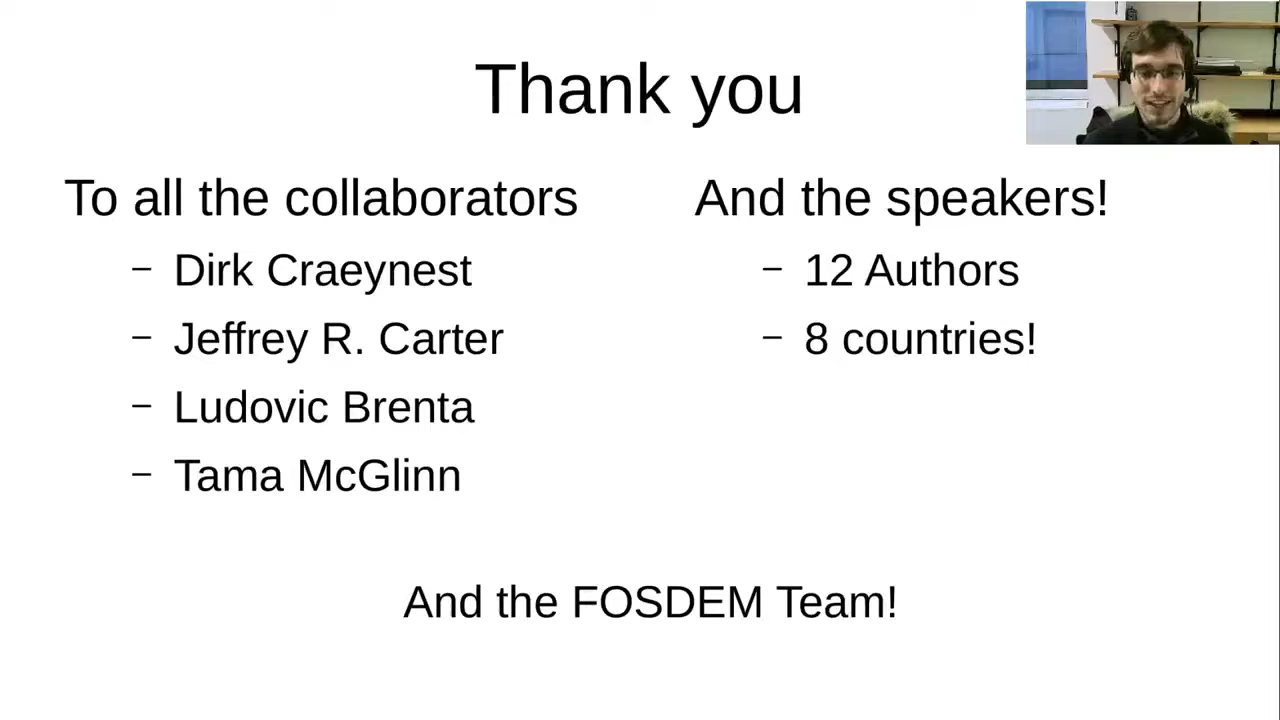 Thank you
To all the collaborators
– Dirk Craeynest
– Jeffrey R. Carter
– Ludovic Brenta
– Tama McGlinn
And the speakers!
– 12 Authors
– 8 countries!
And the FOSDEM Team!